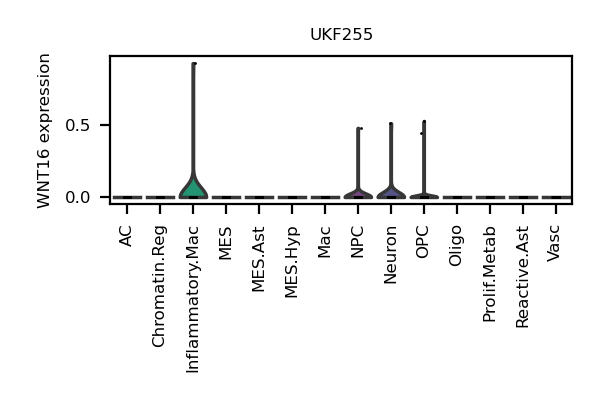 UKF255
WNT16 expression
0.5
0.0
AC
Chromatin.Reg
Inflammatory.Mac
MES
MES.Ast
MES.Hyp
Mac
NPC
Neuron
OPC
Oligo
Prolif.Metab
Reactive.Ast
Vasc